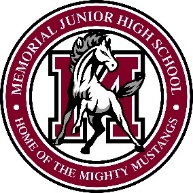 MEMORIAL JUNIOR HIGH SCHOOL
M
HOME OF THE MIGHTY MUSTANGS